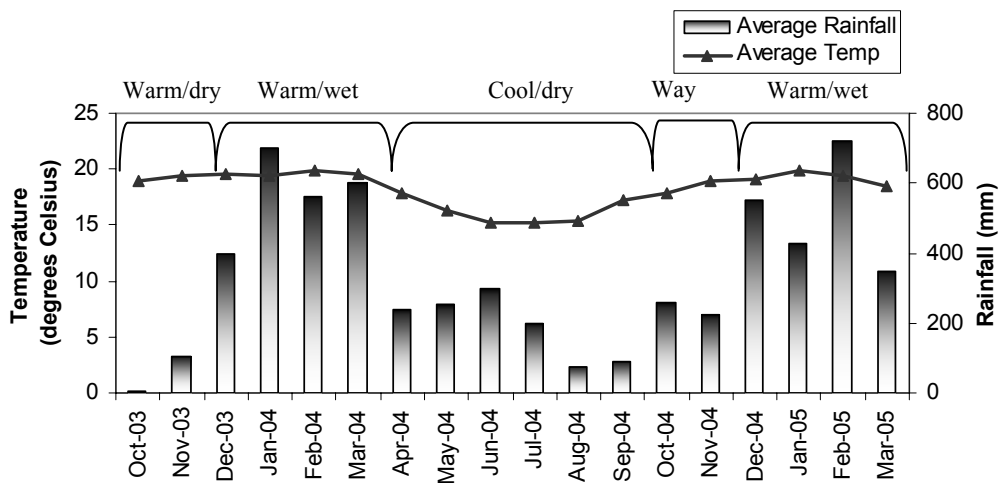 Average Rainfall
Average Temp
Warm/dry Warm/wet Cool/dry Way Warm/wet
25
20
15
10
5
0
Temperature
(degrees Celsius)
800
600
400
200
0
Rainfall (mm)
Oct-03
Nov-03
Dec-03
Jan-04
Feb-04
Mar-04
Apr-04
May-04
Jun-04
Jul-04
Aug-04
Sep-04
Oct-04
Nov-04
Dec-04
Jan-05
Feb-05
Mar-05